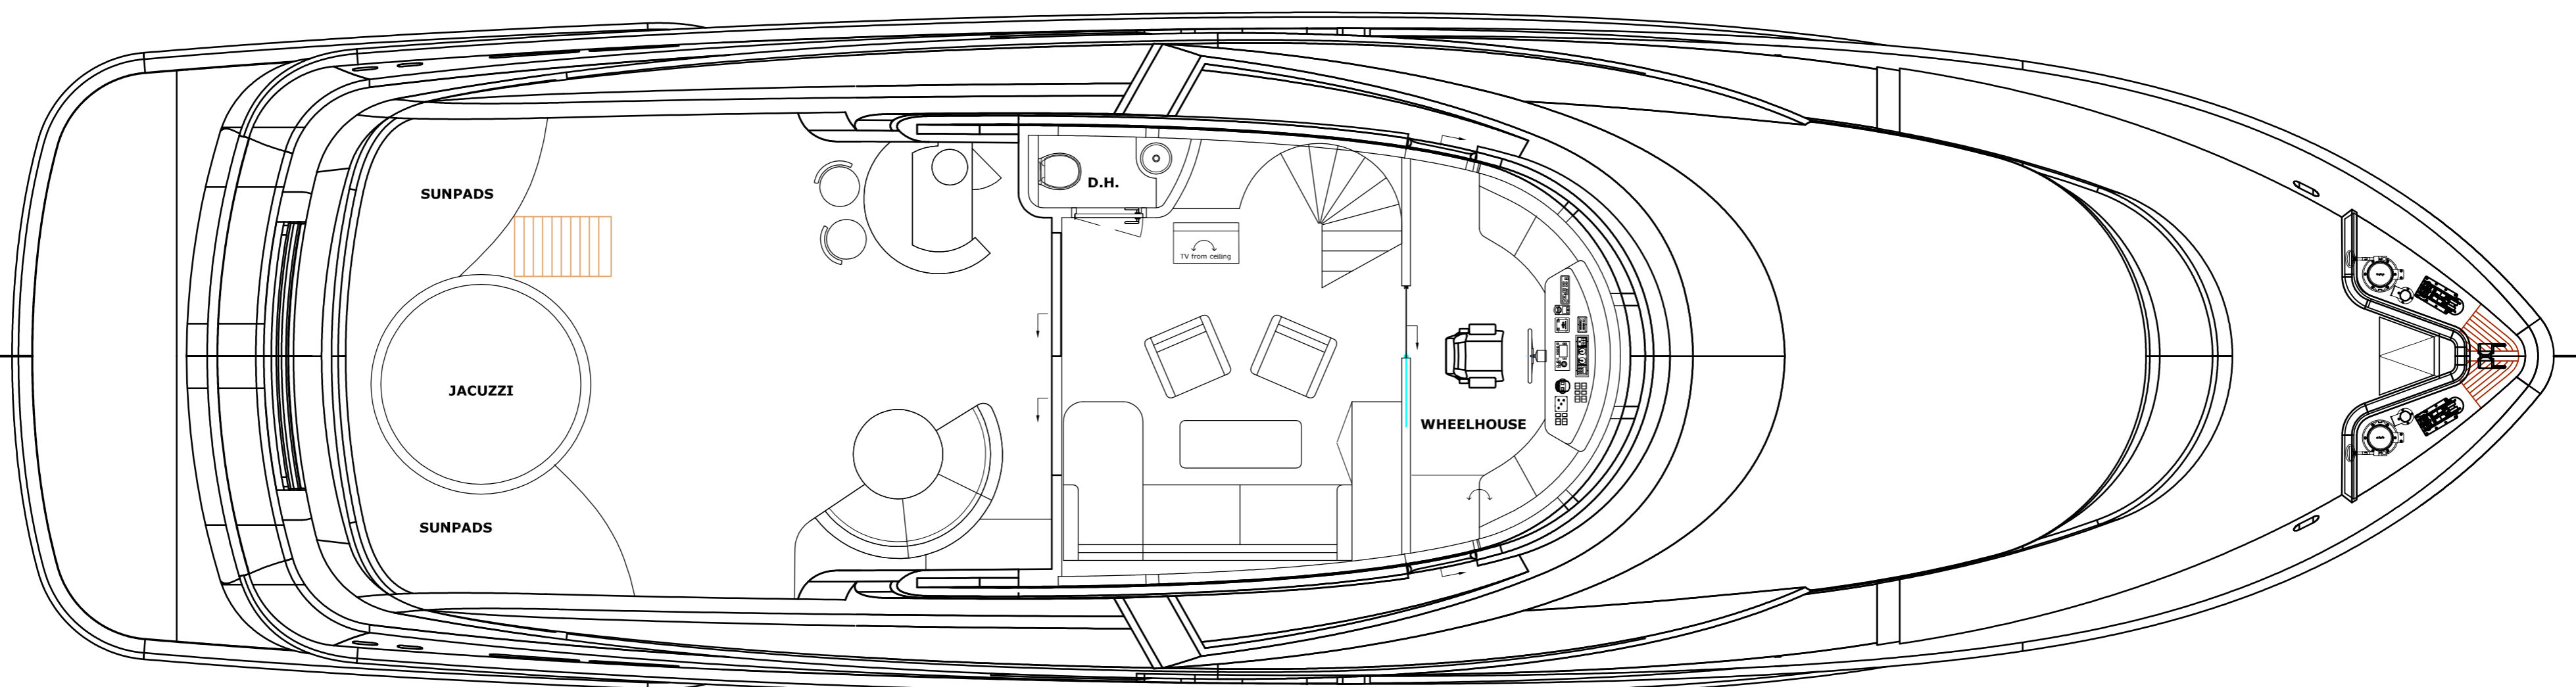 SUNPADS
D.H.
TV from ceiling
JACUZZI
WHEELHOUSE
SUNPADS